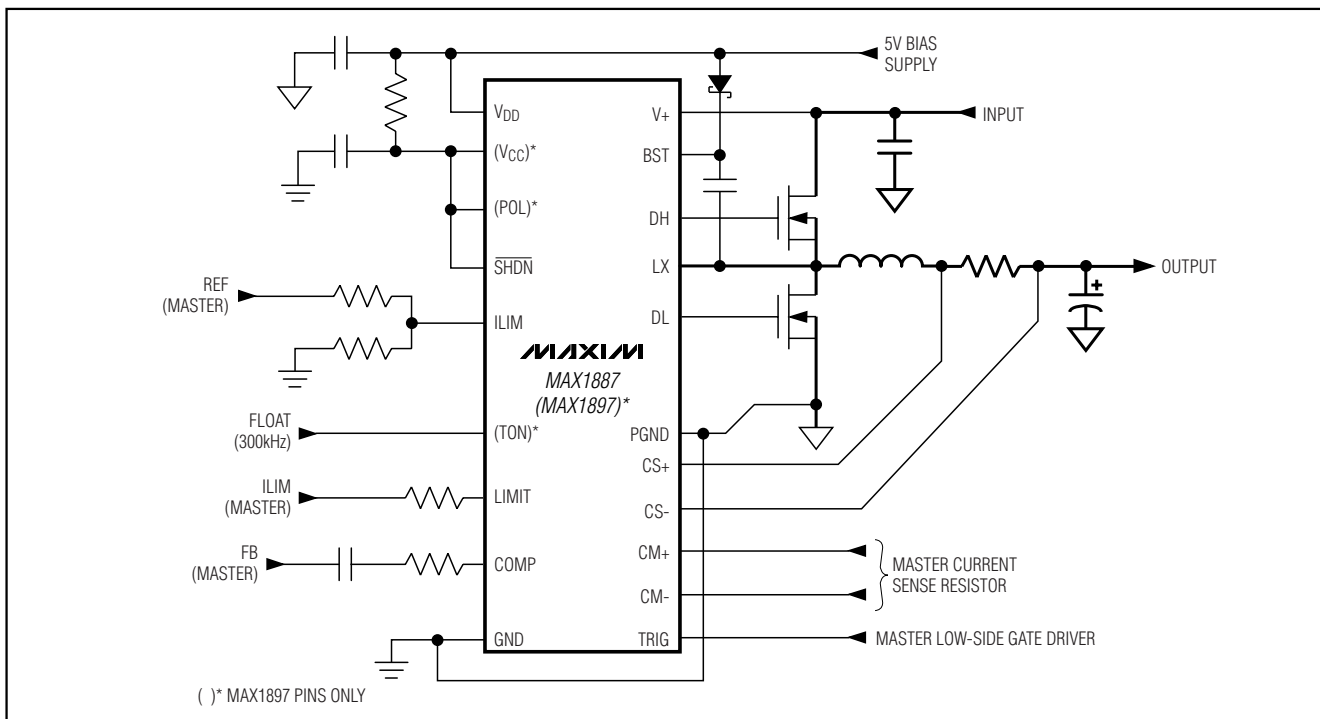 5V BIAS
SUPPLY
VDD
V+
INPUT
(VCC)*
BST
(POL)*
DH
SHDN
LX
OUTPUT
REF
(MASTER)
ILIM
DL
MAXIM
MAX1887
(MAX1897)*
FLOAT
(300kHz)
(TON)*
PGND
CS+
ILIM
(MASTER)
LIMIT
CS-
FB
(MASTER)
COMP
CM+
CM-
MASTER CURRENT
SENSE RESISTOR
GND
TRIG
MASTER LOW-SIDE GATE DRIVER
( )* MAX1897 PINS ONLY
+